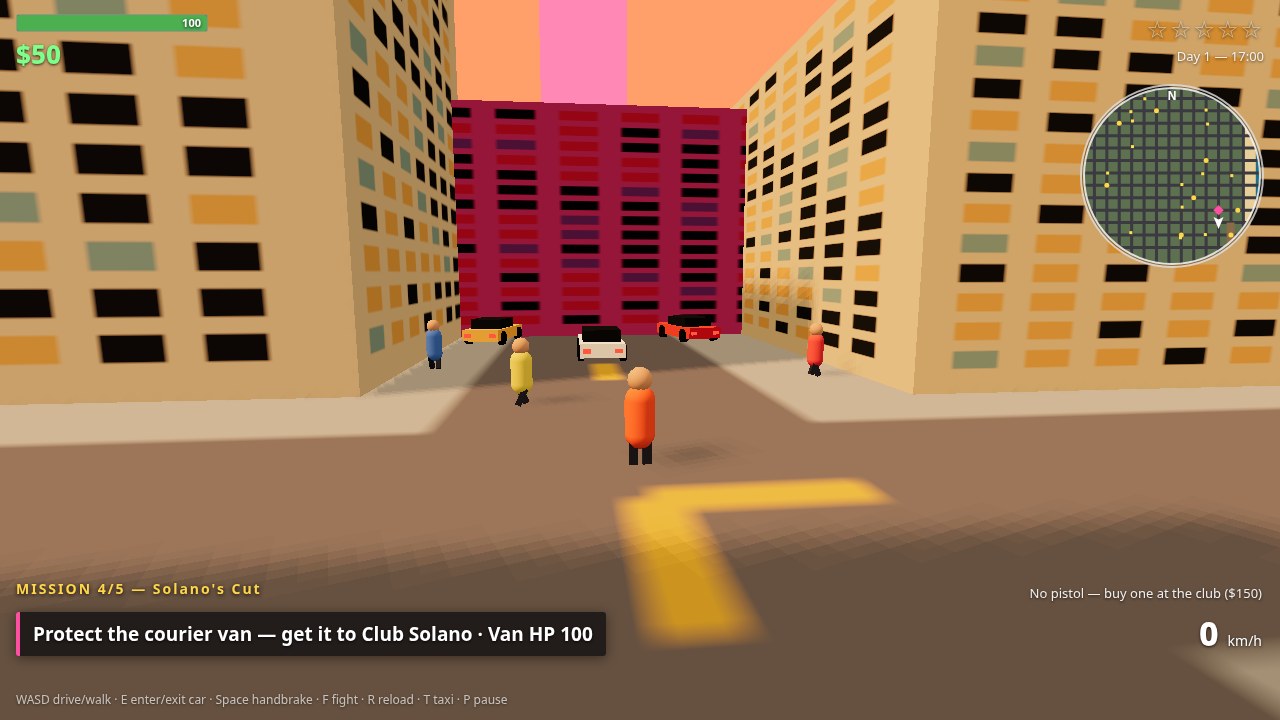 100
$50
Day 1 — 17:00
N
MISSION 4/5 — Solano's Cut
Protect the courier van — get it to Club Solano · Van HP 100
No pistol — buy one at the club ($150)
0 km/h
WASD drive/walk · E enter/exit car · Space handbrake · F fight · R reload · T taxi · P pause